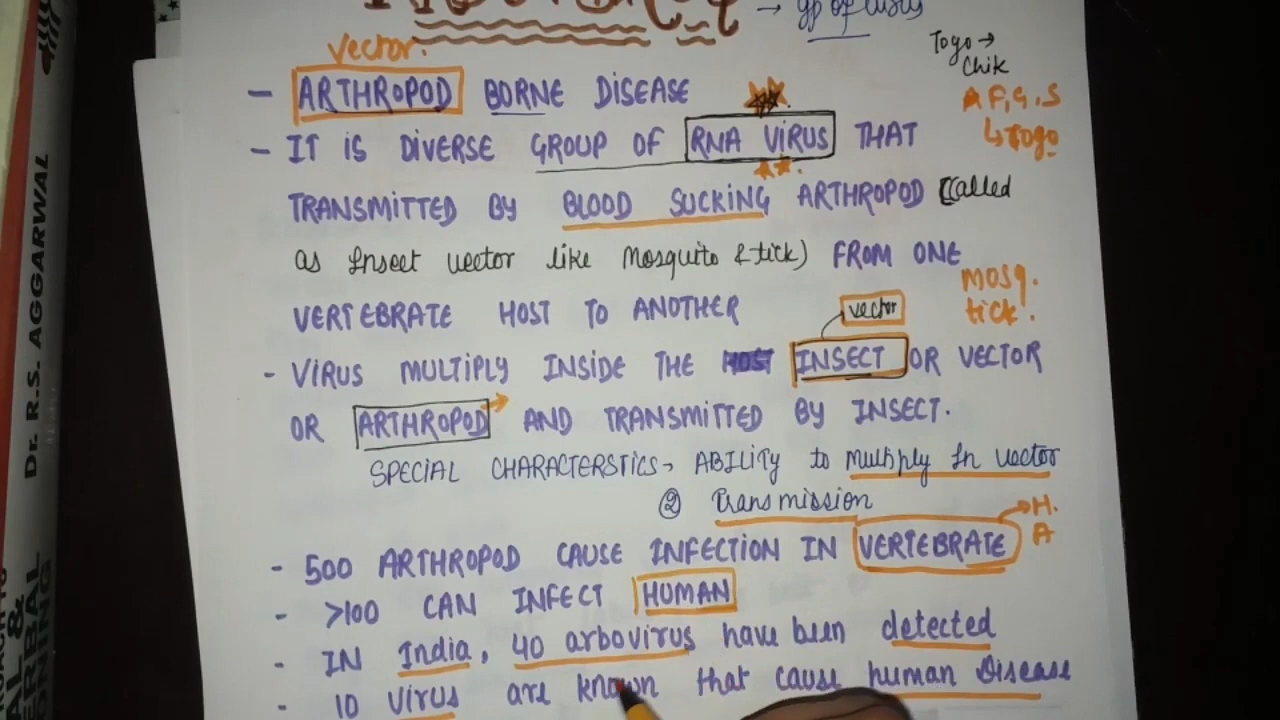 → gp of virus
Vector.
- ARTHROPOD BORNE DISEASE
Togo →
Chik
A F, G, S
↳ Togo
- IT IS DIVERSE GROUP OF RNA VIRUS THAT
TRANSMITTED BY BLOOD SUCKING ARTHROPOD (Called
as Insect vector like Mosquito & tick) FROM ONE
mosq.
tick.
VERTEBRATE HOST TO ANOTHER
vector
- VIRUS MULTIPLY INSIDE THE INSECT OR VECTOR
OR ARTHROPOD → AND TRANSMITTED BY INSECT.
SPECIAL CHARACTERSTICS → ABILITY to multiply In vector
② Transmission
- 500 ARTHROPOD CAUSE INFECTION IN VERTEBRATE → H.
A
- >100 CAN INFECT HUMAN
- IN India, 40 arbovirus have been detected
- 10 Virus are known that cause human Disease
Dr. R.S. AGGARWAL